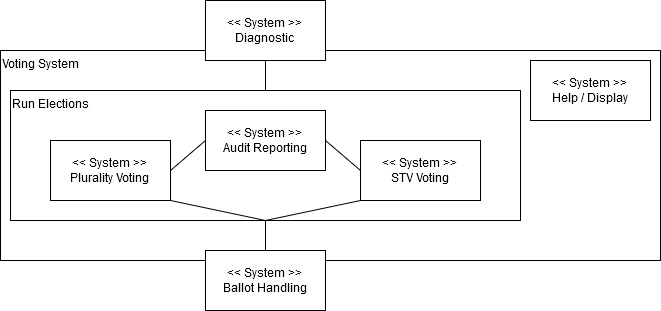 << System >>
Diagnostic
Voting System
<< System >>
Help / Display
Run Elections
<< System >>
Audit Reporting
<< System >>
Plurality Voting
<< System >>
STV Voting
<< System >>
Ballot Handling